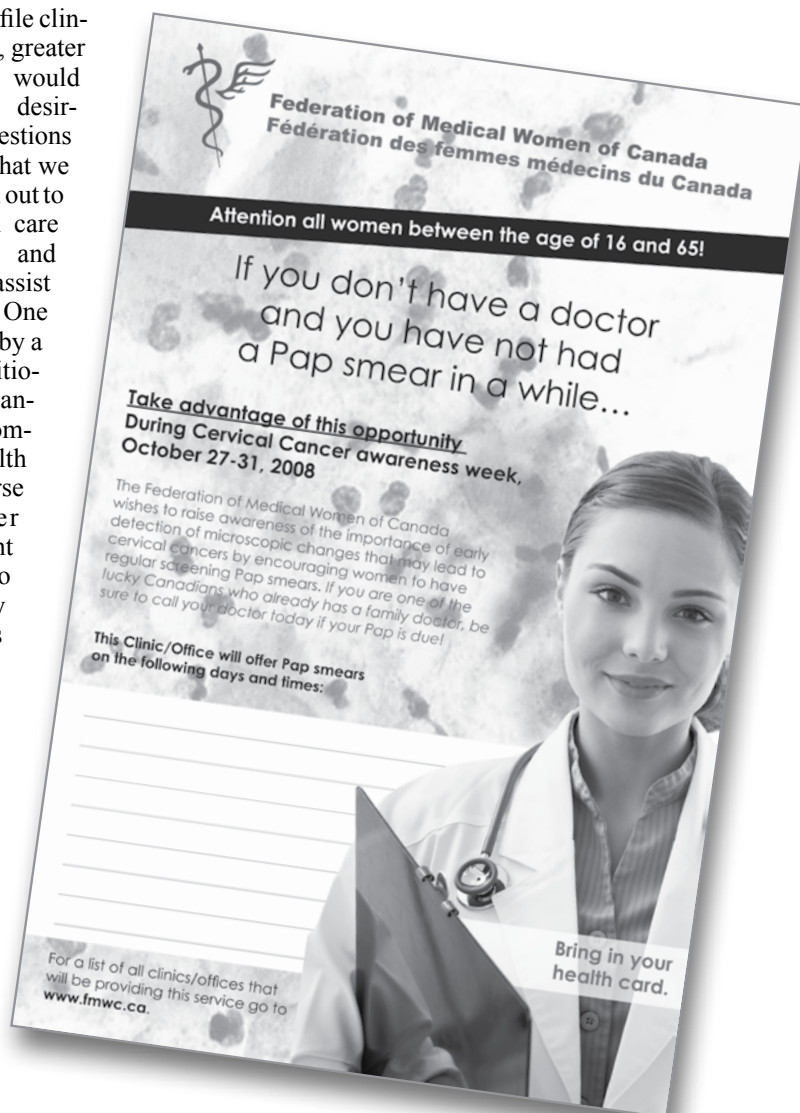 file clin-
, greater
would
desir-
estions
hat we
out to
care
and
assist
One
by a
itio-
an-
om-
lth
rse
er
nt
o
y
s
Federation of Medical Women of Canada
Fédération des femmes médecins du Canada
Attention all women between the age of 16 and 65!
If you don't have a doctor
and you have not had
a Pap smear in a while...
Take advantage of this opportunity
During Cervical Cancer awareness week,
October 27-31, 2008
The Federation of Medical Women of Canada
wishes to raise awareness of the importance of early
detection of microscopic changes that may lead to
cervical cancers by encouraging women to have
regular screening Pap smears. If you are one of the
lucky Canadians who already has a family doctor, be
sure to call your doctor today if your Pap is due!
This Clinic/Office will offer Pap smears
on the following days and times:
Bring in your
health card.
For a list of all clinics/offices that
will be providing this service go to
www.fmwc.ca.